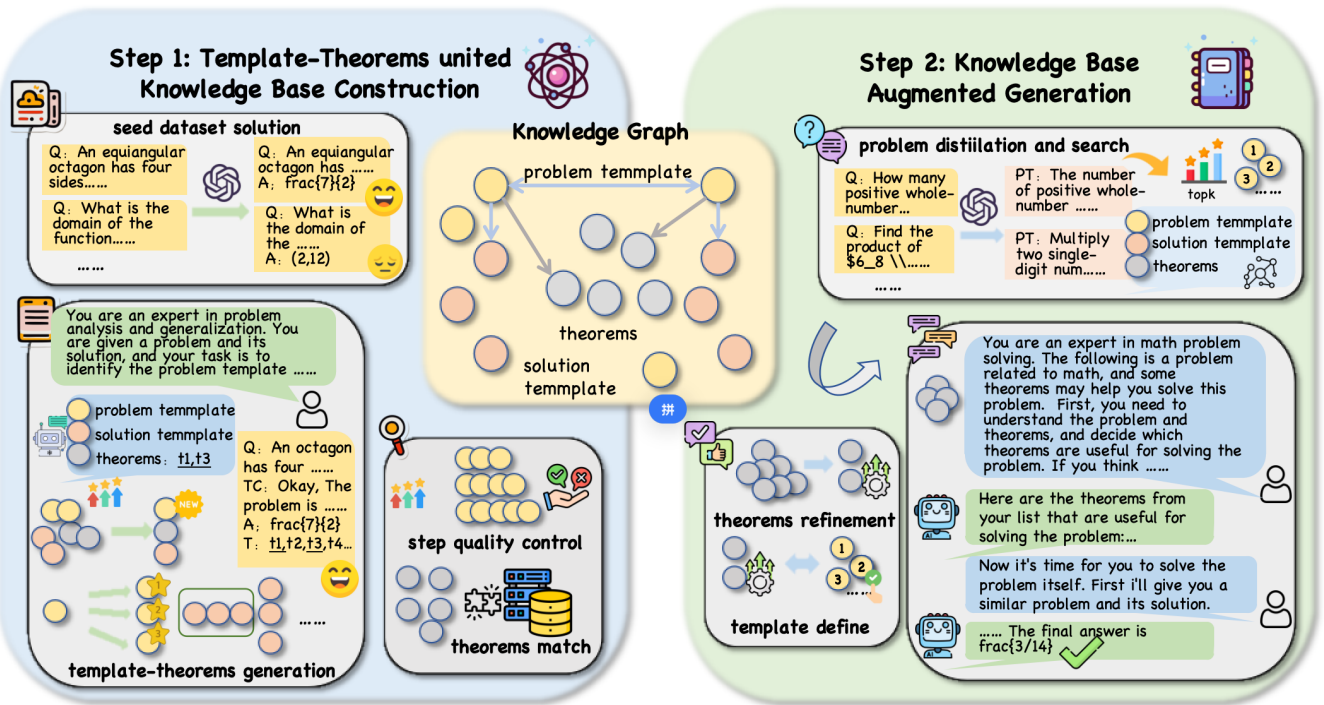 Step 1: Template-Theorems united
Knowledge Base Construction
seed dataset solution
Q: An equiangular
octagon has four
sides......
Q: What is the
domain of the
function......
......
Q: An equiangular
octagon has ......
A: frac{7}{2}
Q: What is
the domain of
the ......
A: (2,12)
You are an expert in problem
analysis and generalization. You
are given a problem and its
solution, and your task is to
identify the problem template ......
problem temmplate
solution temmplate
theorems: t1,t3
Q: An octagon
has four ......
TC: Okay, The
problem is ......
A: frac{7}{2}
T: t1,t2,t3,t4...
NEW
1
2
3
......
template-theorems generation
Knowledge Graph
problem temmplate
theorems
solution
temmplate
拼
step quality control
theorems match
Step 2: Knowledge Base
Augmented Generation
problem distiilation and search
Q: How many
positive whole-
number...
Q: Find the
product of
$6_8 \\......
......
PT: The number
of positive whole-
number ......
PT: Multiply
two single-
digit num......
topk
1
2
3
......
problem temmplate
solution temmplate
theorems
theorems refinement
1
2
3
......
template define
You are an expert in math problem
solving. The following is a problem
related to math, and some
theorems may help you solve this
problem. First, you need to
understand the problem and
theorems, and decide which
theorems are useful for solving the
problem. If you think ......
AI
Here are the theorems from
your list that are useful for
solving the problem:...
Now it's time for you to solve the
problem itself. First i'll give you a
similar problem and its solution.
AI
...... The final answer is
frac{3/14}